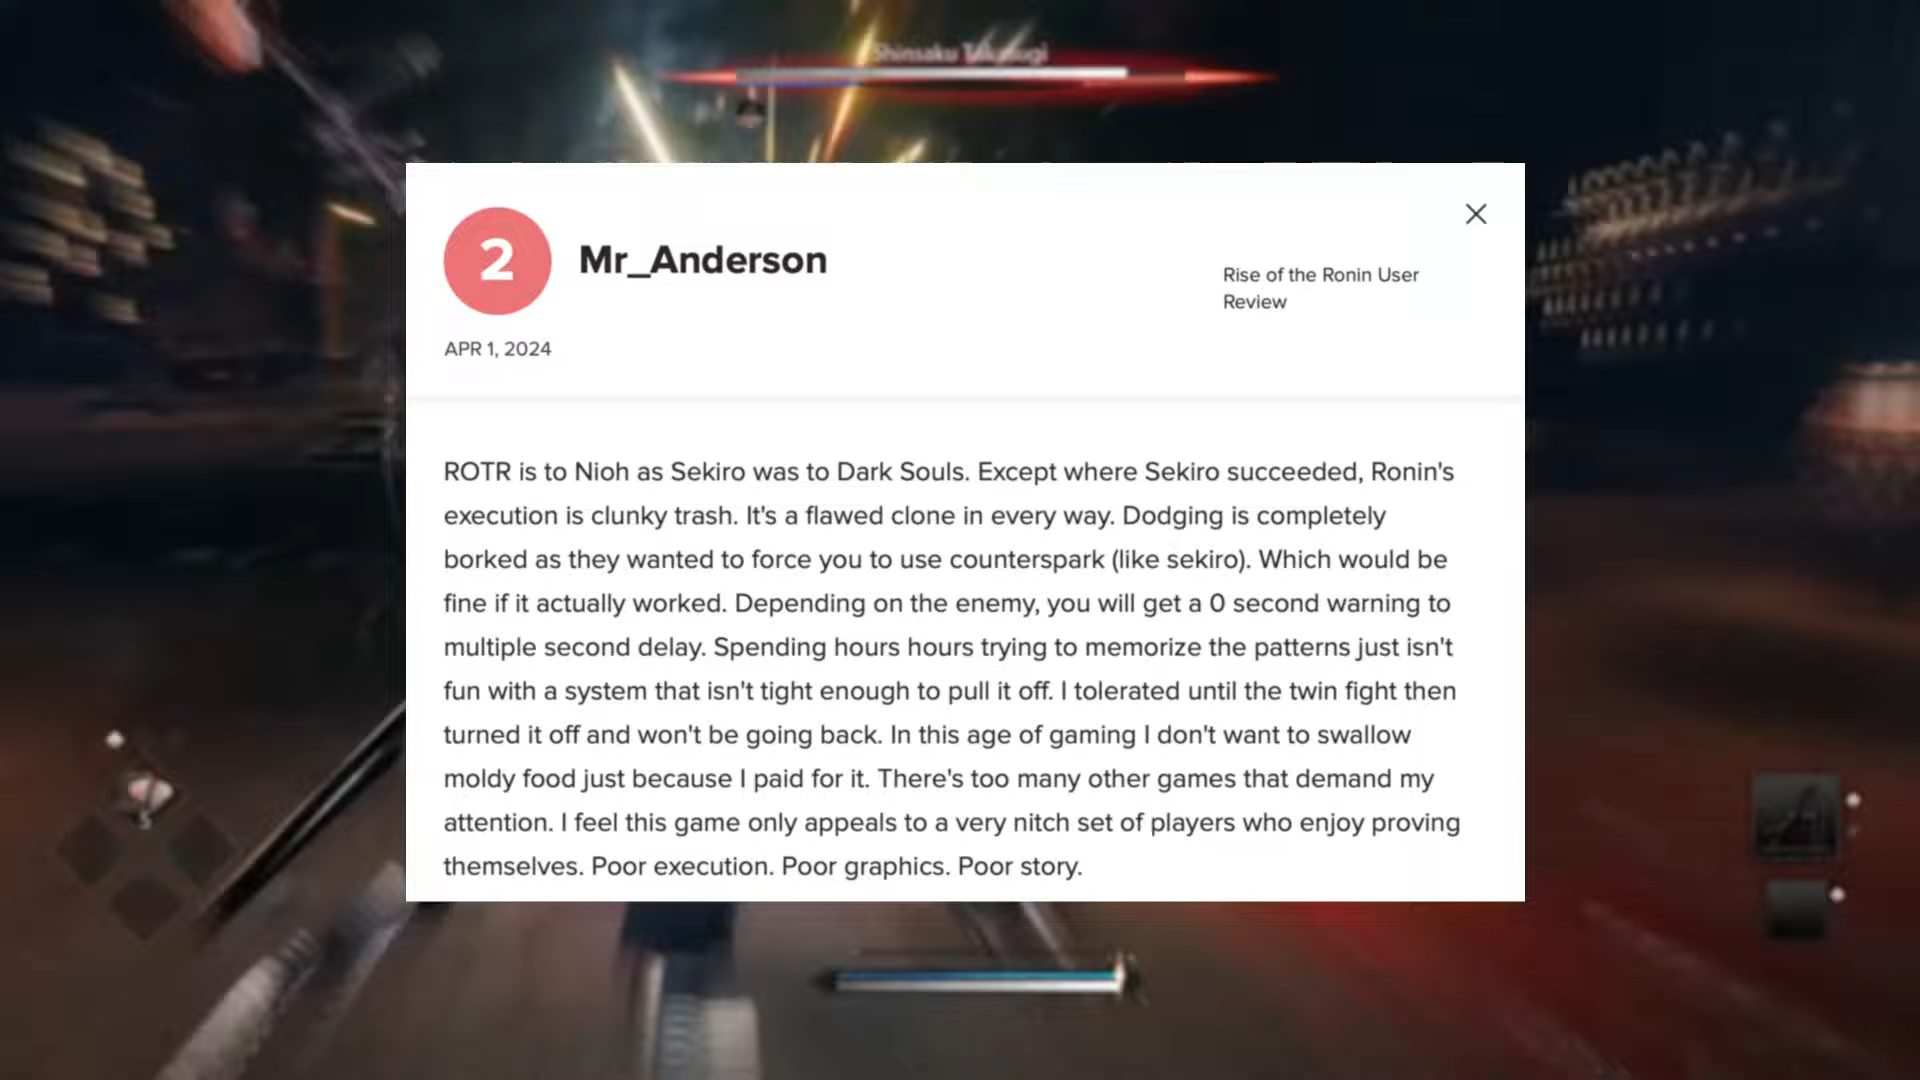 Shinsaku Takasugi
2
Mr_Anderson
Rise of the Ronin User
Review
APR 1, 2024
ROTR is to Nioh as Sekiro was to Dark Souls. Except where Sekiro succeeded, Ronin's
execution is clunky trash. It's a flawed clone in every way. Dodging is completely
borked as they wanted to force you to use counterspark (like sekiro). Which would be
fine if it actually worked. Depending on the enemy, you will get a 0 second warning to
multiple second delay. Spending hours hours trying to memorize the patterns just isn't
fun with a system that isn't tight enough to pull it off. I tolerated until the twin fight then
turned it off and won't be going back. In this age of gaming I don't want to swallow
moldy food just because I paid for it. There's too many other games that demand my
attention. I feel this game only appeals to a very nitch set of players who enjoy proving
themselves. Poor execution. Poor graphics. Poor story.
5